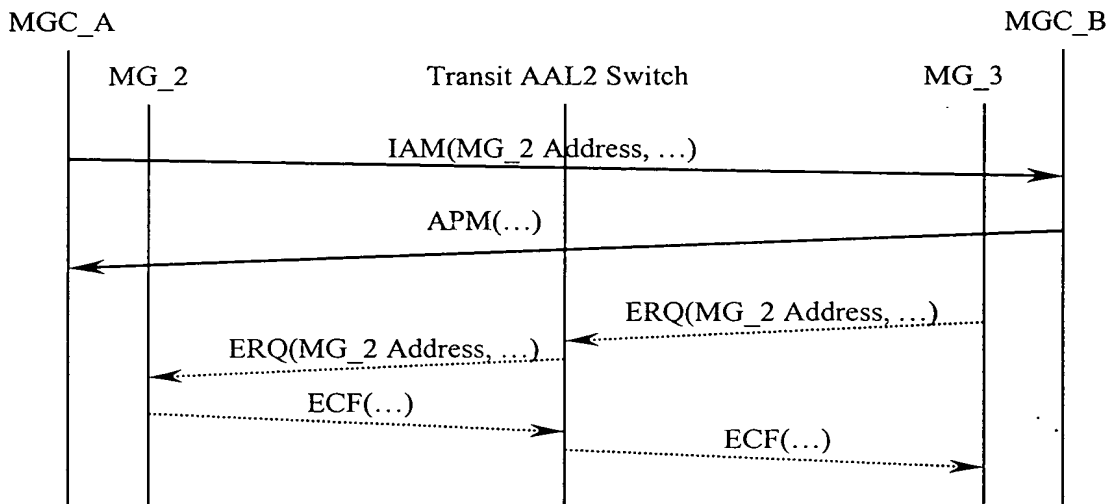 MGC_A
MGC_B
MG_2
Transit AAL2 Switch
MG_3
IAM(MG_2 Address, ...)
APM(...)
ERQ(MG_2 Address, ...)
ERQ(MG_2 Address, ...)
ECF(...)
ECF(...)